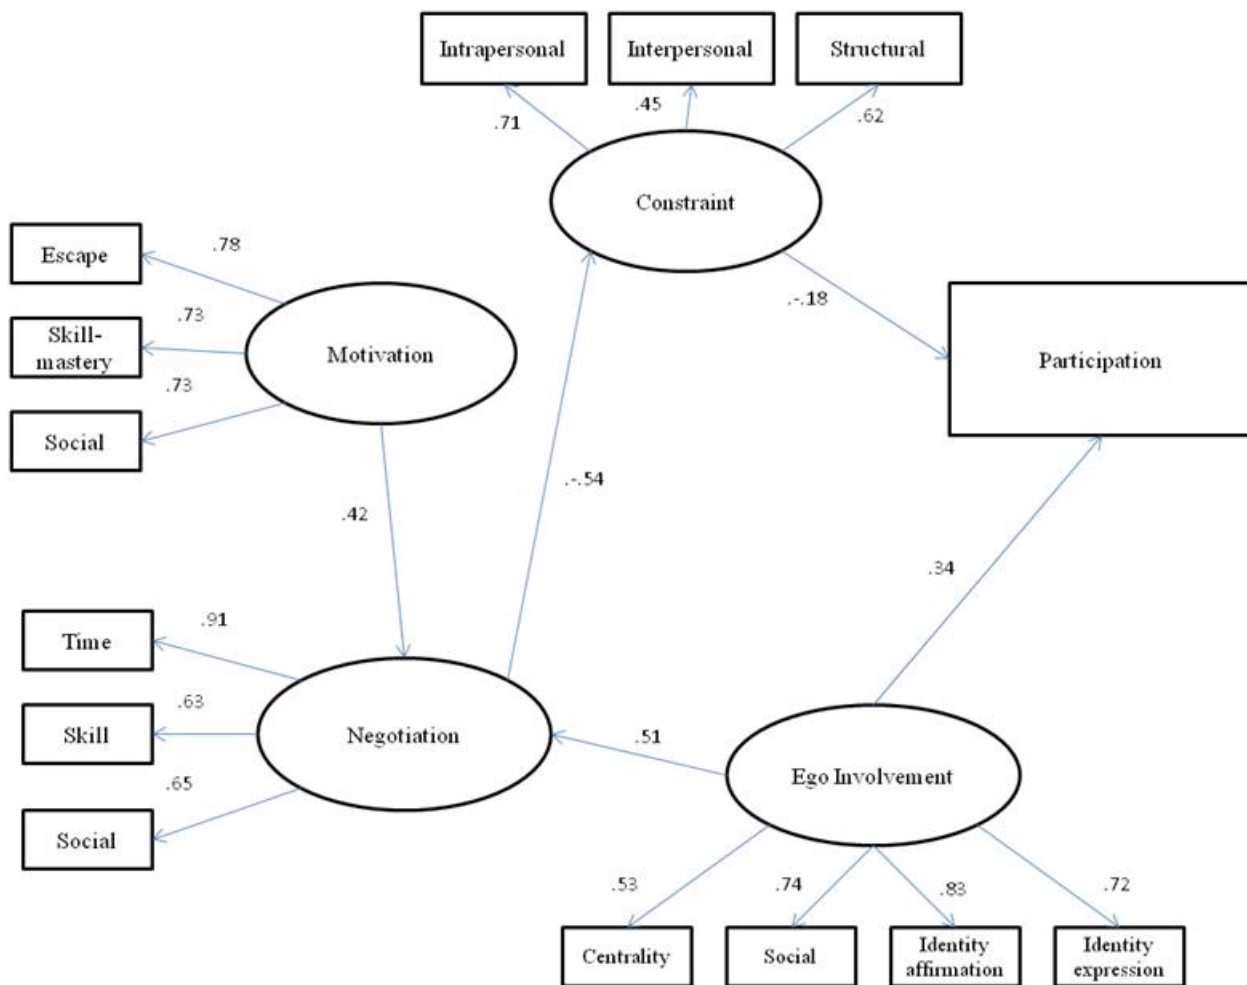 Intrapersonal
Interpersonal
Structural
.71
.45
.62
Constraint
Escape
.78
.-.18
Skill-
mastery
.73
Motivation
Participation
Social
.73
.-.54
.42
.34
Time
.91
Skill
.63
Negotiation
.51
Ego Involvement
Social
.65
.53
.74
.83
.72
Centrality
Social
Identity
affirmation
Identity
expression